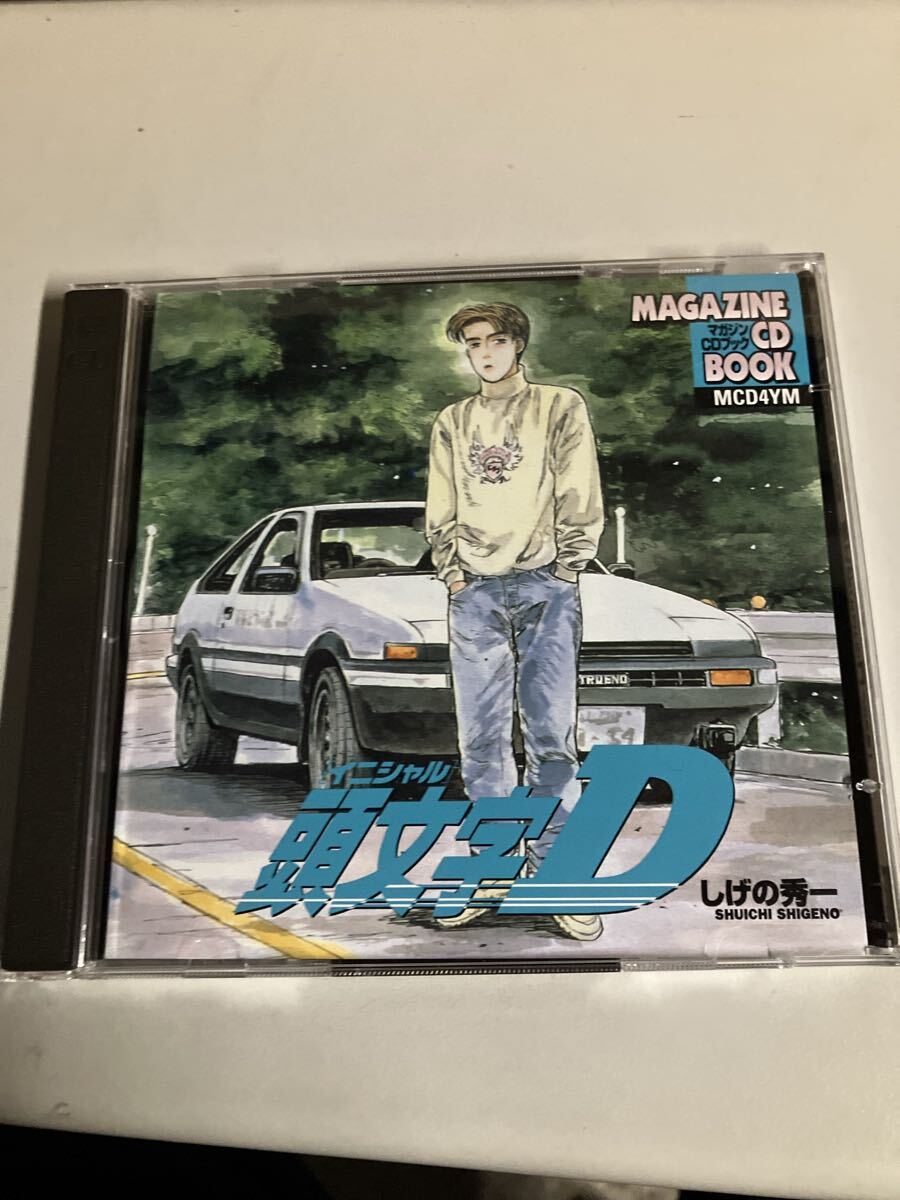 MAGAZINE
マガジン
CDブック
CD
BOOK
MCD4YM
TRUENO
イニシャル
頭文字D
しげの秀一
SHUICHI SHIGENO